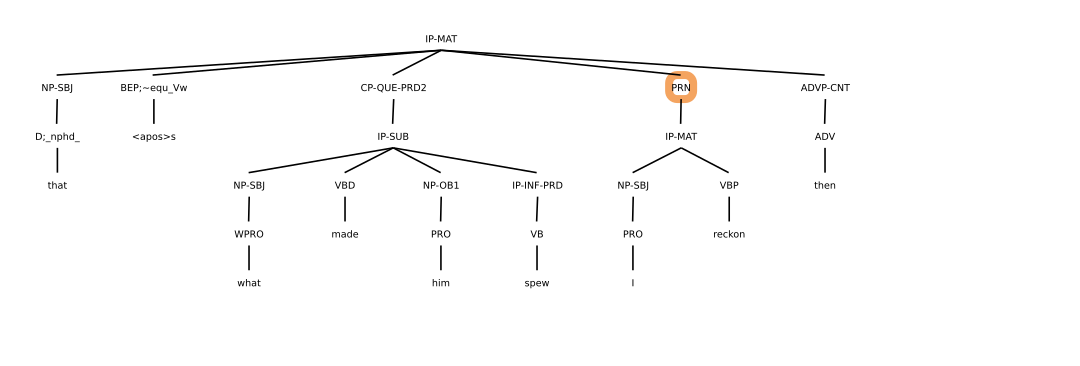 IP-MAT
NP-SBJ BEP;~equ_Vw CP-QUE-PRD2 PRN ADVP-CNT
D;_nphd_ <apos>s IP-SUB IP-MAT ADV
that NP-SBJ VBD NP-OB1 IP-INF-PRD NP-SBJ VBP then
WPRO made PRO VB PRO reckon
what him spew I